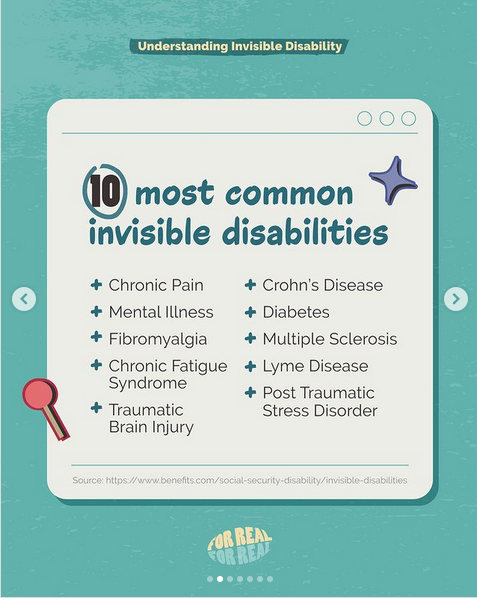 Understanding Invisible Disability
10 most common
invisible disabilities
Chronic Pain
Mental Illness
Fibromyalgia
Chronic Fatigue
Syndrome
Traumatic
Brain Injury
Crohn's Disease
Diabetes
Multiple Sclerosis
Lyme Disease
Post Traumatic
Stress Disorder
Source: https://www.benefits.com/social-security-disability/invisible-disabilities
FOR REAL
FOR REAL